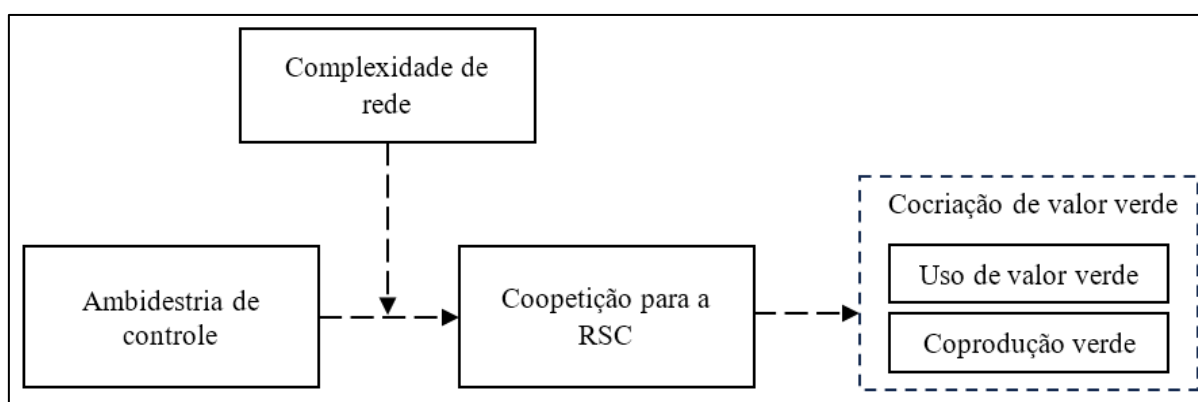 Complexidade de
rede
Ambidestria de
controle
Coopetição para a
RSC
Cocriação de valor verde
Uso de valor verde
Coprodução verde